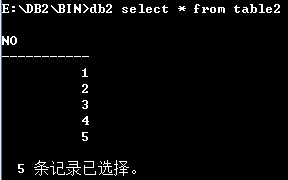 E:\DB2\BIN>db2 select * from table2
NO
-----------
1
2
3
4
5
5 条记录已选择。